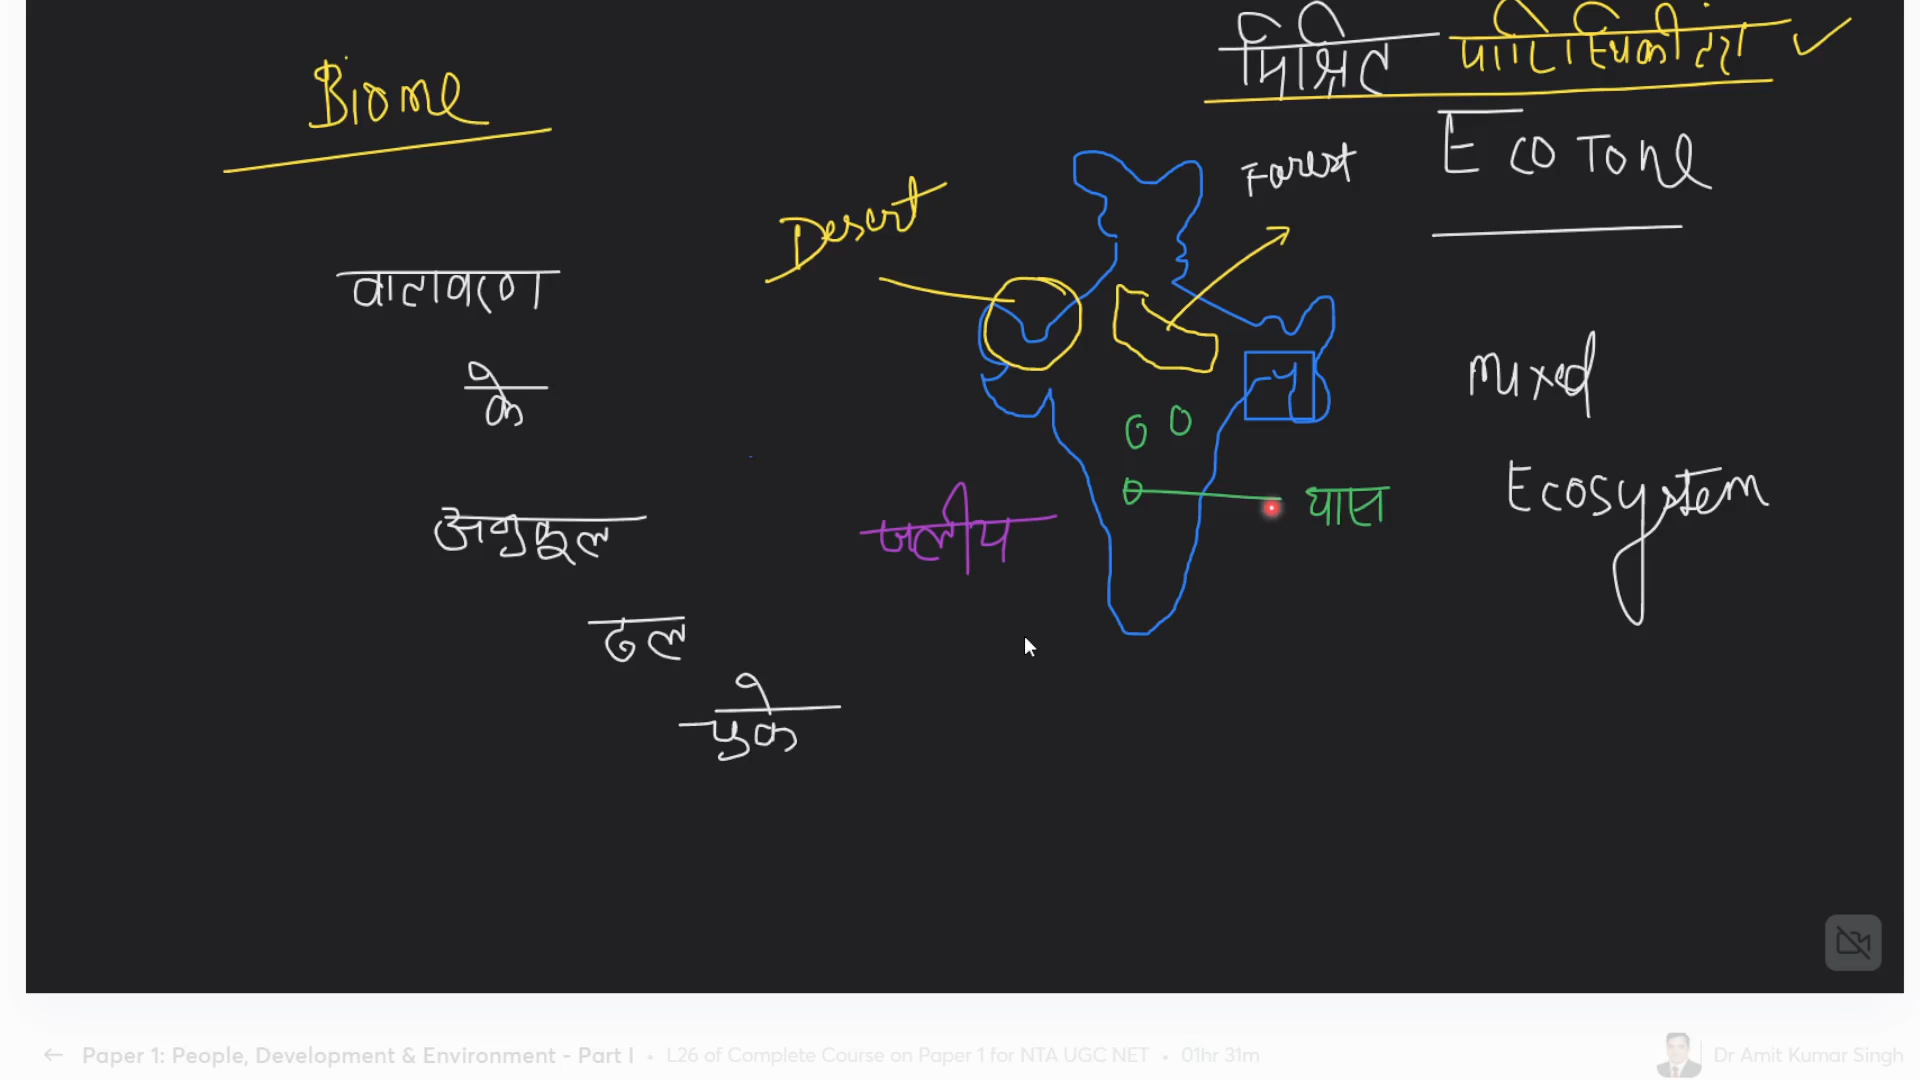 मिश्रित पारिस्थिकी तंत्र
Biome
Ecotone
Forest
Desert
वातावरण
के
Mixed
अनुकूल
जलीय
घास
Ecosystem
ढल
चुके
Paper 1: People, Development & Environment - Part I • L26 of Complete Course on Paper 1 for NTA UGC NET • 01hr 31m
Dr Amit Kumar Singh